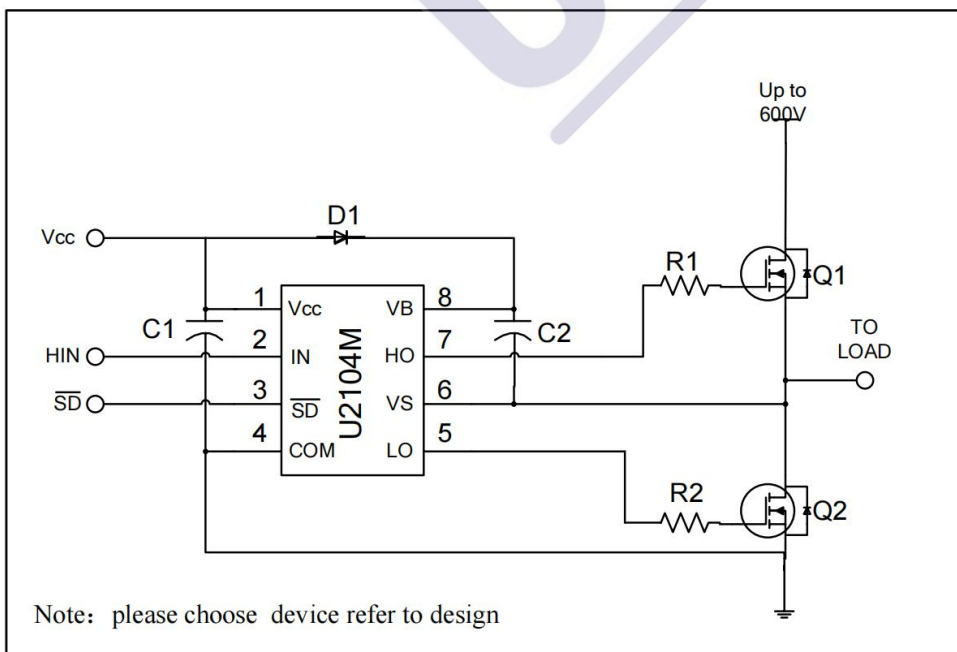 Up to
600V
D1
Vcc
R1
Q1
1
Vcc
VB
8
C1
C2
2
7
TO
LOAD
HIN
IN
HO
U2104M
3
6
SD
SD
VS
4
5
COM
LO
R2
Q2
Note: please choose device refer to design